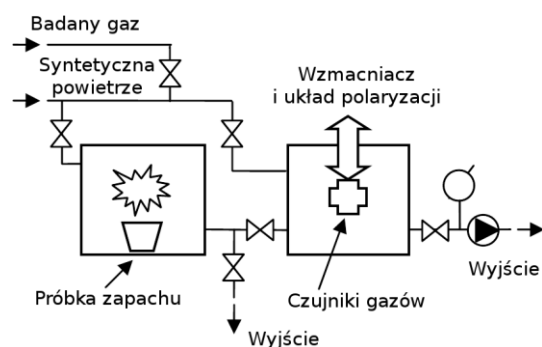 Badany gaz
Syntetyczna
powietrze
Wzmacniacz
i układ polaryzacji
Próbka zapachu
Czujniki gazów
Wyjście
Wyjście